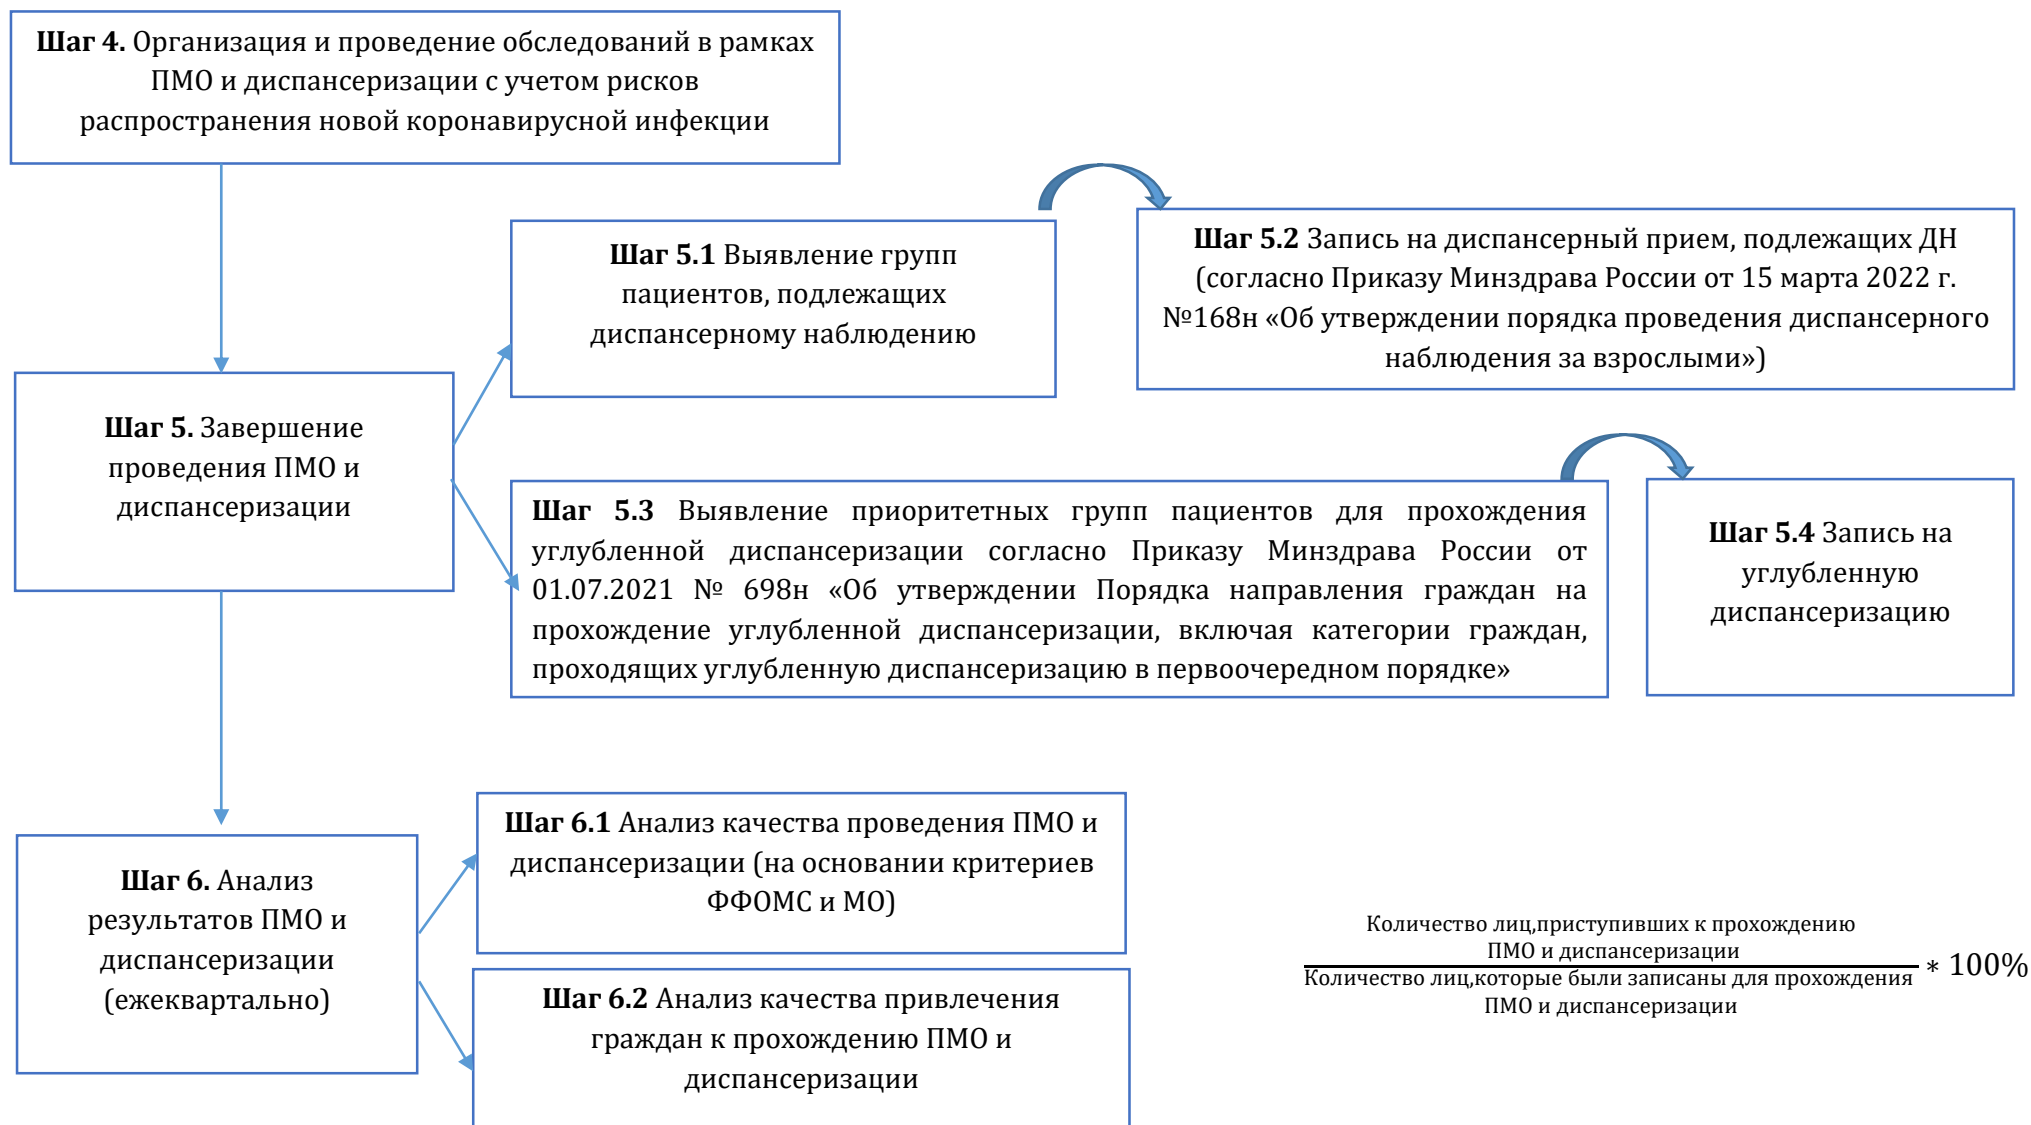 Шаг 4. Организация и проведение обследований в рамках
ПМО и диспансеризации с учетом рисков
распространения новой коронавирусной инфекции
Шаг 5.1 Выявление групп
пациентов, подлежащих
диспансерному наблюдению
Шаг 5.2 Запись на диспансерный прием, подлежащих ДН
(согласно Приказу Минздрава России от 15 марта 2022 г.
№168н «Об утверждении порядка проведения диспансерного
наблюдения за взрослыми»)
Шаг 5. Завершение
проведения ПМО и
диспансеризации
Шаг 5.3 Выявление приоритетных групп пациентов для прохождения
углубленной диспансеризации согласно Приказу Минздрава России от
01.07.2021 № 698н «Об утверждении Порядка направления граждан на
прохождение углубленной диспансеризации, включая категории граждан,
проходящих углубленную диспансеризацию в первоочередном порядке»
Шаг 5.4 Запись на
углубленную
диспансеризацию
Шаг 6. Анализ
результатов ПМО и
диспансеризации
(ежеквартально)
Шаг 6.1 Анализ качества проведения ПМО и
диспансеризации (на основании критериев
ФФОМС и МО)
Шаг 6.2 Анализ качества привлечения
граждан к прохождению ПМО и
диспансеризации
Количество лиц,приступивших к прохождению
ПМО и диспансеризации
Количество лиц,которые были записаны для прохождения
ПМО и диспансеризации
* 100%